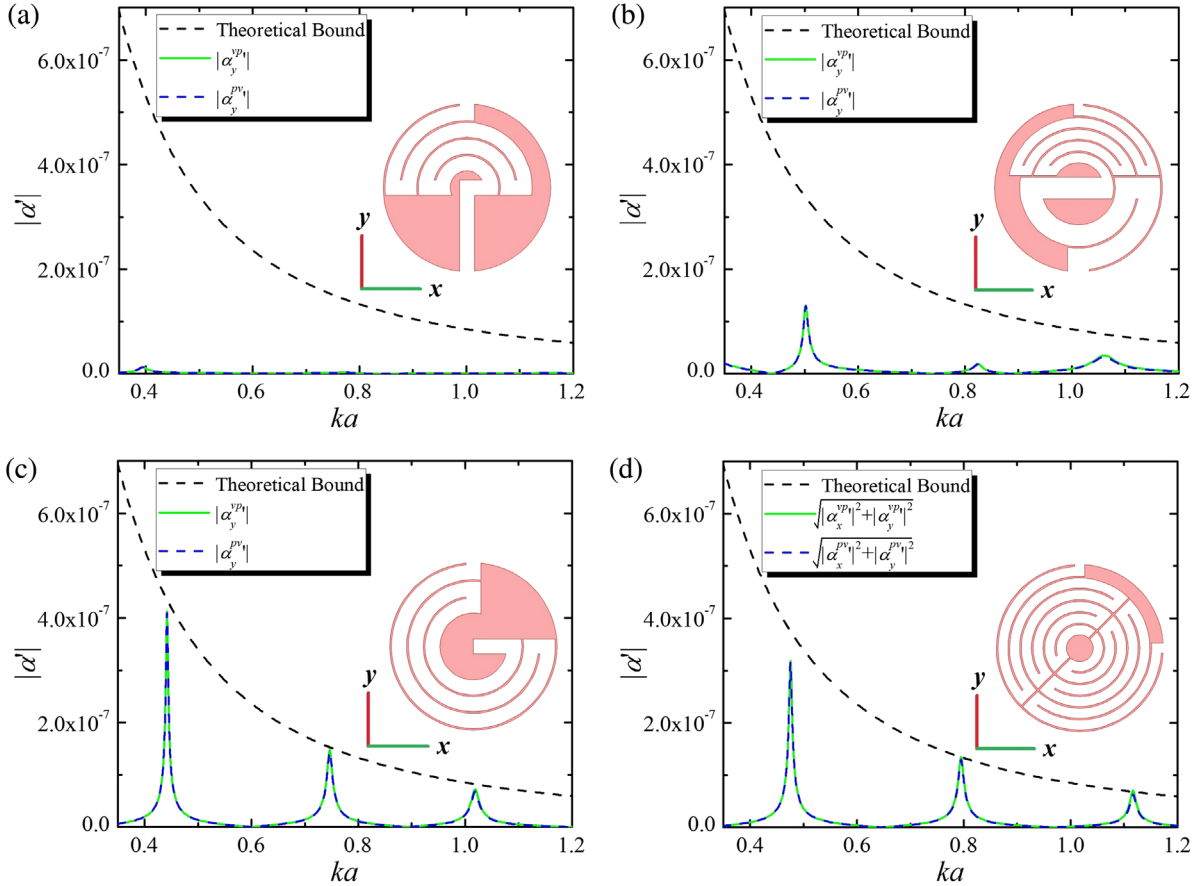 (a)
Theoretical Bound
|α_y^{vp}'|
|α_y^{pv}'|
6.0x10^-7
4.0x10^-7
2.0x10^-7
0.0
|α'|
y
x
0.4 0.6 0.8 1.0 1.2
ka
(b)
Theoretical Bound
|α_y^{vp}'|
|α_y^{pv}'|
6.0x10^-7
4.0x10^-7
2.0x10^-7
0.0
|α'|
y
x
0.4 0.6 0.8 1.0 1.2
ka
(c)
Theoretical Bound
|α_y^{vp}'|
|α_y^{pv}'|
6.0x10^-7
4.0x10^-7
2.0x10^-7
0.0
|α'|
y
x
0.4 0.6 0.8 1.0 1.2
ka
(d)
Theoretical Bound
√|α_x^{vp}'|^2+|α_y^{vp}'|^2
√|α_x^{pv}'|^2+|α_y^{pv}'|^2
6.0x10^-7
4.0x10^-7
2.0x10^-7
0.0
|α'|
y
x
0.4 0.6 0.8 1.0 1.2
ka